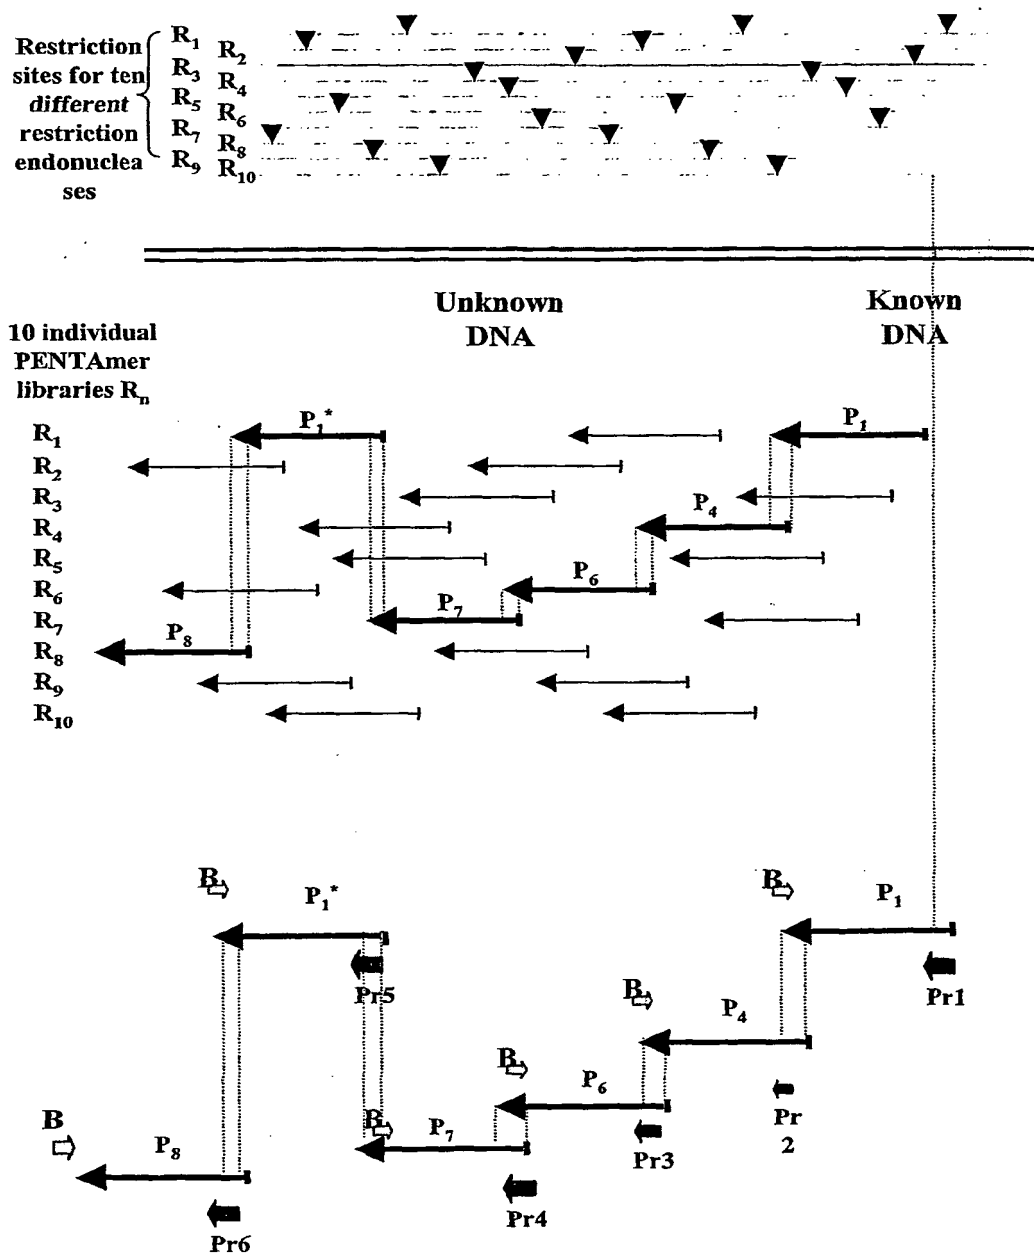 Restriction
sites for ten
different
restriction
endonuclea
ses
R1
R2
R3
R4
R5
R6
R7
R8
R9
R10
Unknown
DNA
Known
DNA
10 individual
PENTAmer
libraries Rn
R1
P1*
P1
R2
R3
P4
R4
R5
R6
P6
R7
P7
R8
P8
R9
R10
B
P1*
B
P1
Pr5
Pr1
B
P4
B
P6
Pr
2
B
P8
B
P7
Pr3
Pr4
Pr6